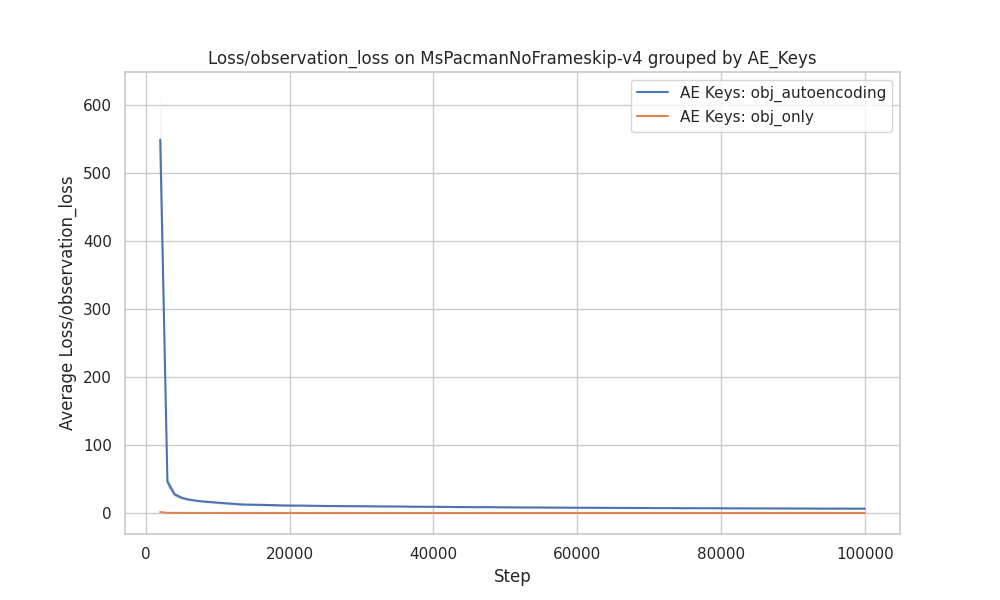 Loss/observation_loss on MsPacmanNoFrameskip-v4 grouped by AE_Keys
AE Keys: obj_autoencoding
AE Keys: obj_only
Average Loss/observation_loss
600
500
400
300
200
100
0
0 20000 40000 60000 80000 100000
Step